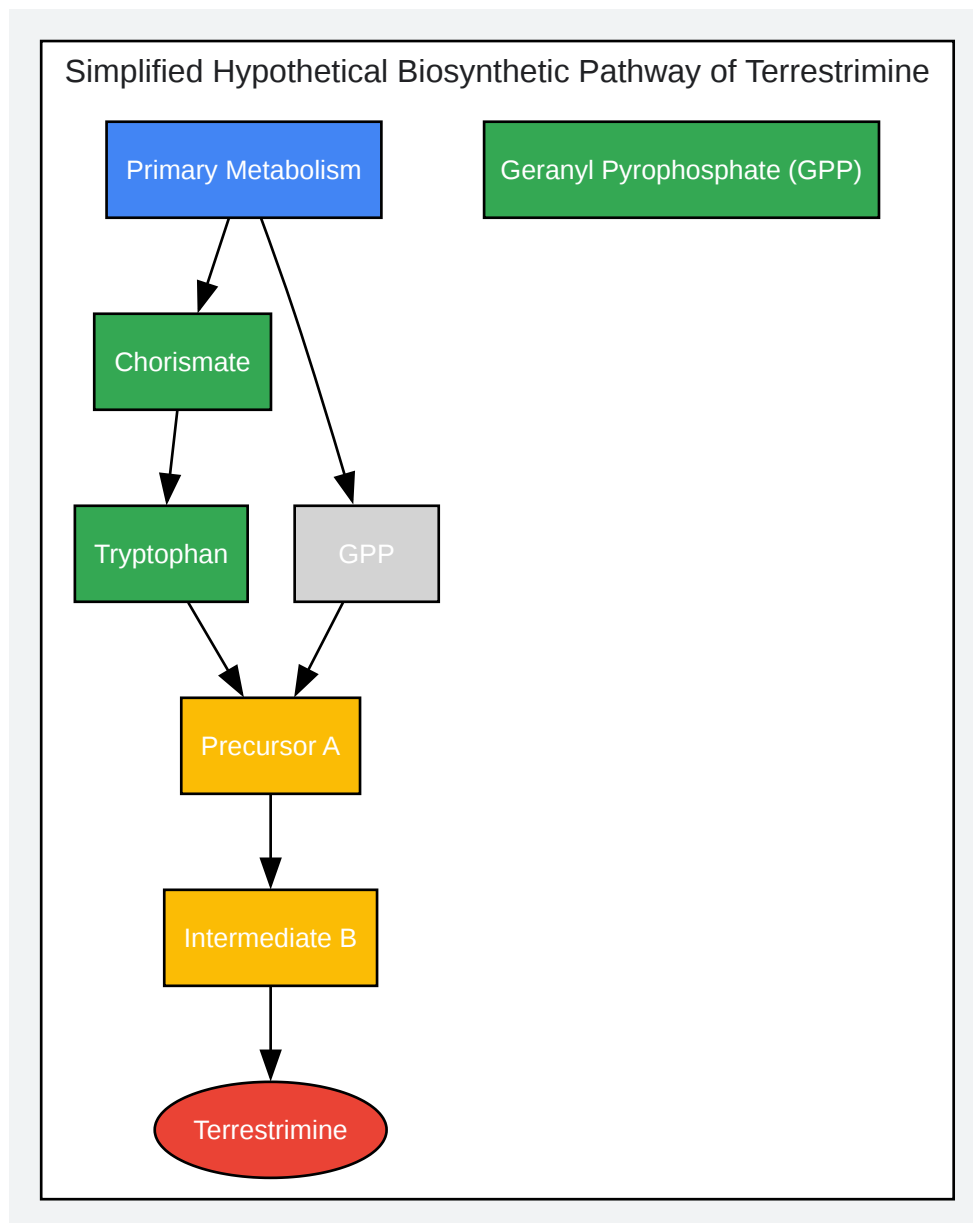 Simplified Hypothetical Biosynthetic Pathway of Terrestrimine
Primary Metabolism
Geranyl Pyrophosphate (GPP)
Chorismate
Tryptophan
GPP
Precursor A
Intermediate B
Terrestrimine